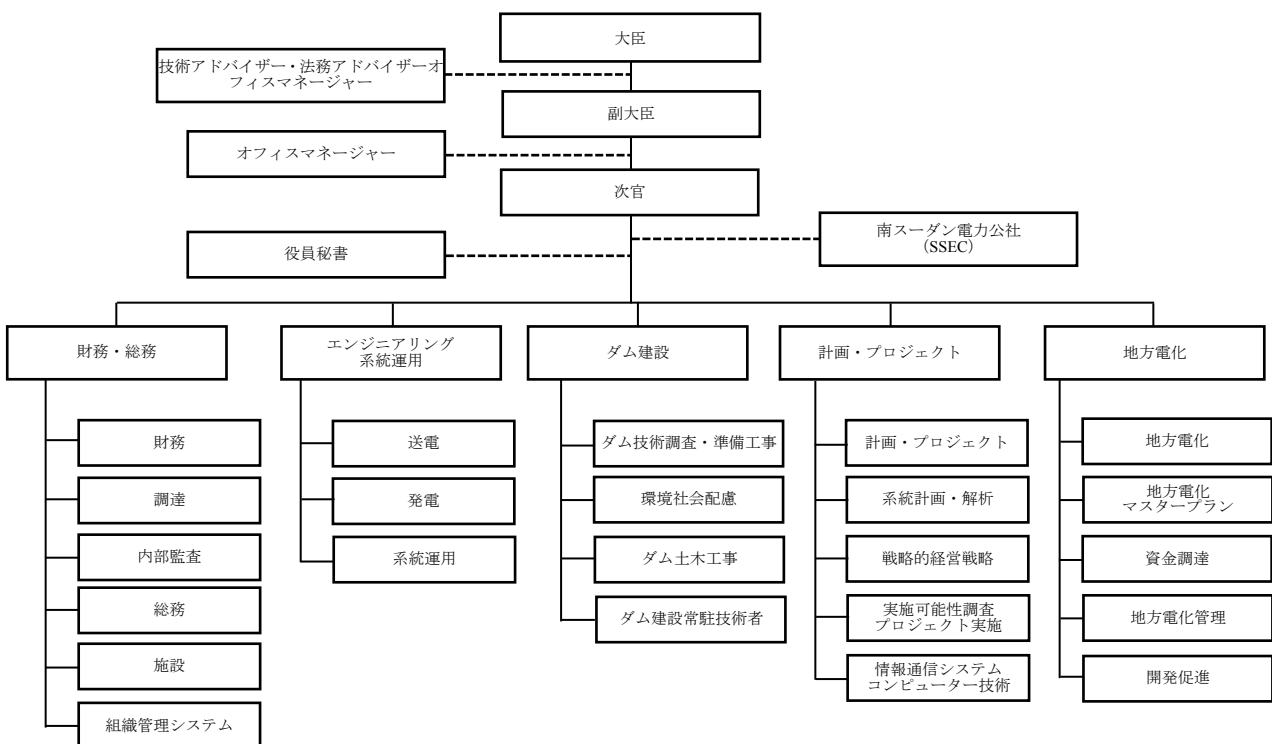 大臣
技術アドバイザー・法務アドバイザーオ
フィスマネージャー
副大臣
オフィスマネージャー
次官
南スーダン電力公社
（SSEC）
役員秘書
財務・総務
エンジニアリング
系統運用
ダム建設
計画・プロジェクト
地方電化
財務
調達
内部監査
総務
施設
組織管理システム
送電
発電
系統運用
ダム技術調査・準備工事
環境社会配慮
ダム土木工事
ダム建設常駐技術者
計画・プロジェクト
系統計画・解析
戦略的経営戦略
実施可能性調査
プロジェクト実施
情報通信システム
コンピューター技術
地方電化
地方電化
マスタープラン
資金調達
地方電化管理
開発促進